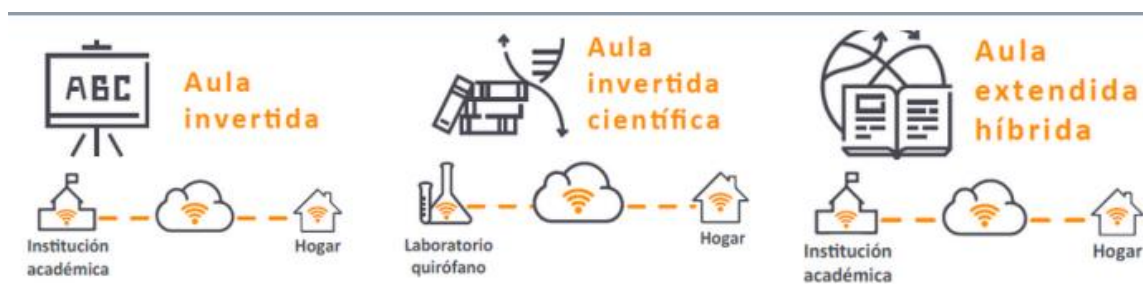 ABC
Aula
invertida
Institución
académica
Hogar
Aula
invertida
científica
Laboratorio
quirófano
Hogar
Aula
extendida
híbrida
Institución
académica
Hogar